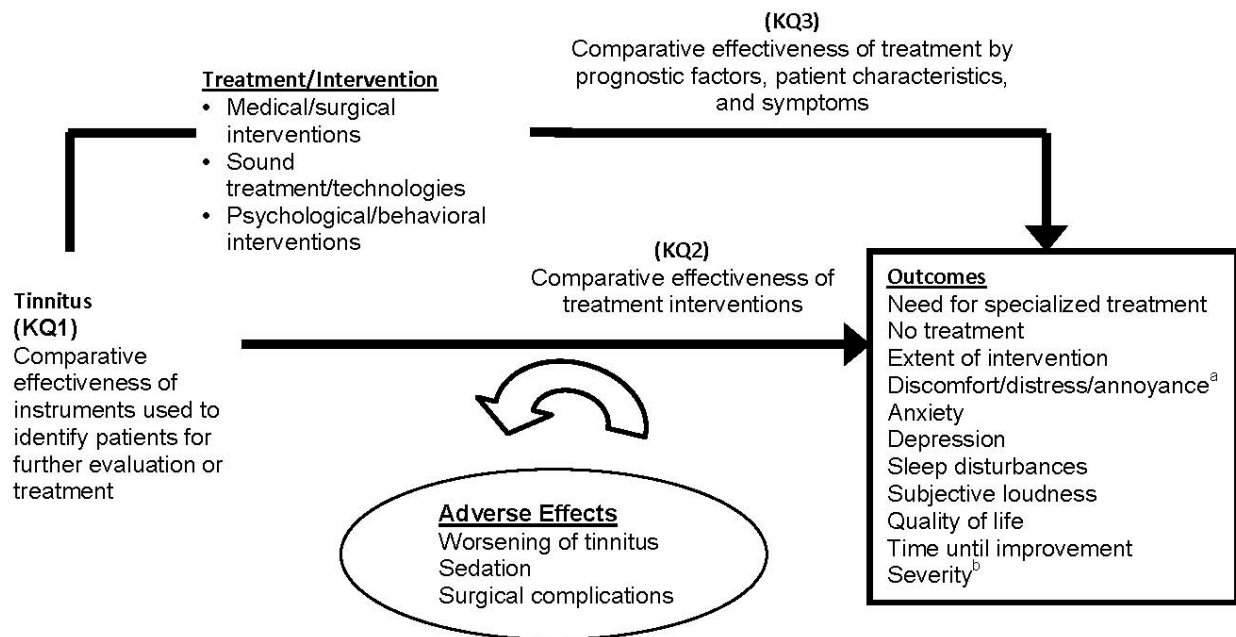 (KQ3)
Comparative effectiveness of treatment by
prognostic factors, patient characteristics,
and symptoms
Treatment/Intervention
• Medical/surgical
interventions
• Sound
treatment/technologies
• Psychological/behavioral
interventions
(KQ2)
Comparative effectiveness of
treatment interventions
Tinnitus
(KQ1)
Comparative
effectiveness of
instruments used to
identify patients for
further evaluation or
treatment
Outcomes
Need for specialized treatment
No treatment
Extent of intervention
Discomfort/distress/annoyanceᵃ
Anxiety
Depression
Sleep disturbances
Subjective loudness
Quality of life
Time until improvement
Severityᵇ
Adverse Effects
Worsening of tinnitus
Sedation
Surgical complications